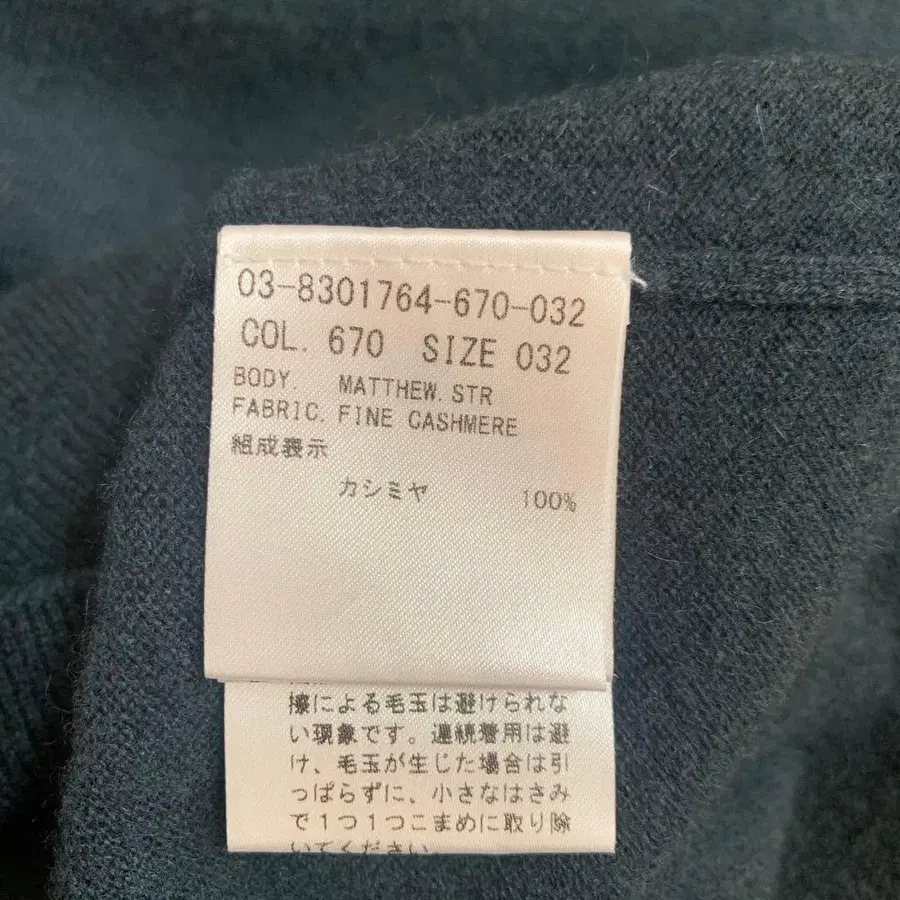 03-8301764-670-032
COL. 670 SIZE 032
BODY. MATTHEW.STR
FABRIC. FINE CASHMERE
組成表示
カシミヤ 100%
擦による毛玉は避けられな
い現象です。連続着用は避
け、毛玉が生じた場合は引
っぱらずに、小さなはさみ
で1つ1つこまめに取り除
いてください。